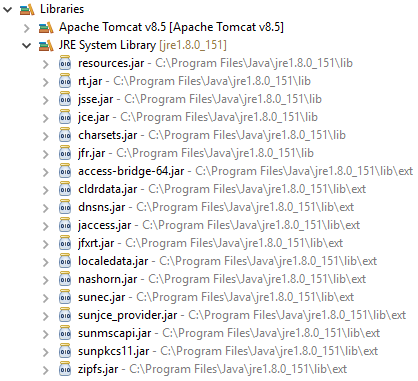 Libraries
Apache Tomcat v8.5 [Apache Tomcat v8.5]
JRE System Library [jre1.8.0_151]
resources.jar - C:\Program Files\Java\jre1.8.0_151\lib
rt.jar - C:\Program Files\Java\jre1.8.0_151\lib
jsse.jar - C:\Program Files\Java\jre1.8.0_151\lib
jce.jar - C:\Program Files\Java\jre1.8.0_151\lib
charsets.jar - C:\Program Files\Java\jre1.8.0_151\lib
jfr.jar - C:\Program Files\Java\jre1.8.0_151\lib
access-bridge-64.jar - C:\Program Files\Java\jre1.8.0_151\lib\ext
cldrdata.jar - C:\Program Files\Java\jre1.8.0_151\lib\ext
dnsns.jar - C:\Program Files\Java\jre1.8.0_151\lib\ext
jaccess.jar - C:\Program Files\Java\jre1.8.0_151\lib\ext
jfxrt.jar - C:\Program Files\Java\jre1.8.0_151\lib\ext
localedata.jar - C:\Program Files\Java\jre1.8.0_151\lib\ext
nashorn.jar - C:\Program Files\Java\jre1.8.0_151\lib\ext
sunec.jar - C:\Program Files\Java\jre1.8.0_151\lib\ext
sunjce_provider.jar - C:\Program Files\Java\jre1.8.0_151\lib\ext
sunmscapi.jar - C:\Program Files\Java\jre1.8.0_151\lib\ext
sunpkcs11.jar - C:\Program Files\Java\jre1.8.0_151\lib\ext
zipfs.jar - C:\Program Files\Java\jre1.8.0_151\lib\ext